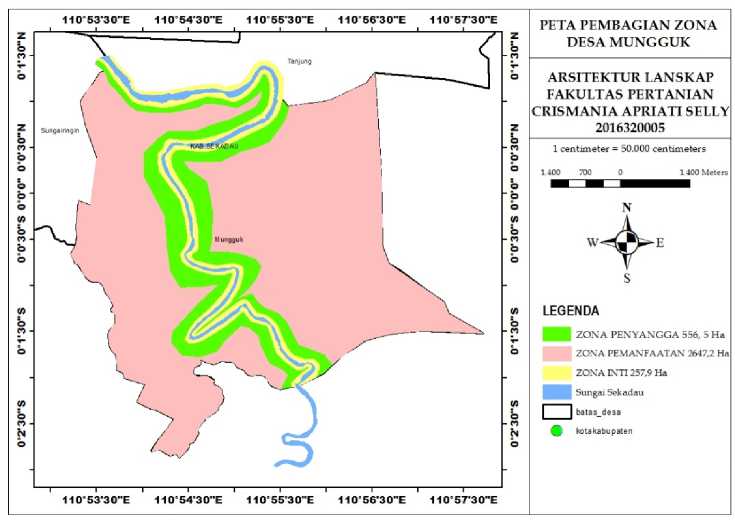 110°53'30"E 110°54'30"E 110°55'30"E 110°56'30"E 110°57'30"E
0°1'30"N
0°0'30"N
0°0'0"
0°0'30"S
0°1'30"S
0°2'30"S
Tanjung
Sungairingin
KAB.SEKADAU
Mungguk
0°1'30"N
0°0'30"N
0°0'0"
0°0'30"S
0°1'30"S
0°2'30"S
110°53'30"E 110°54'30"E 110°55'30"E 110°56'30"E 110°57'30"E
PETA PEMBAGIAN ZONA
DESA MUNGGUK
ARSITEKTUR LANSKAP
FAKULTAS PERTANIAN
CRISMANIA APRIATI SELLY
2016320005
1 centimeter = 50.000 centimeters
1.400 700 0 1.400 Meters
N
W E
S
LEGENDA
ZONA PENYANGGA 556, 5 Ha
ZONA PEMANFAATAN 2647,2 Ha
ZONA INTI 257,9 Ha
Sungai Sekadau
batas_desa
kotakabupaten